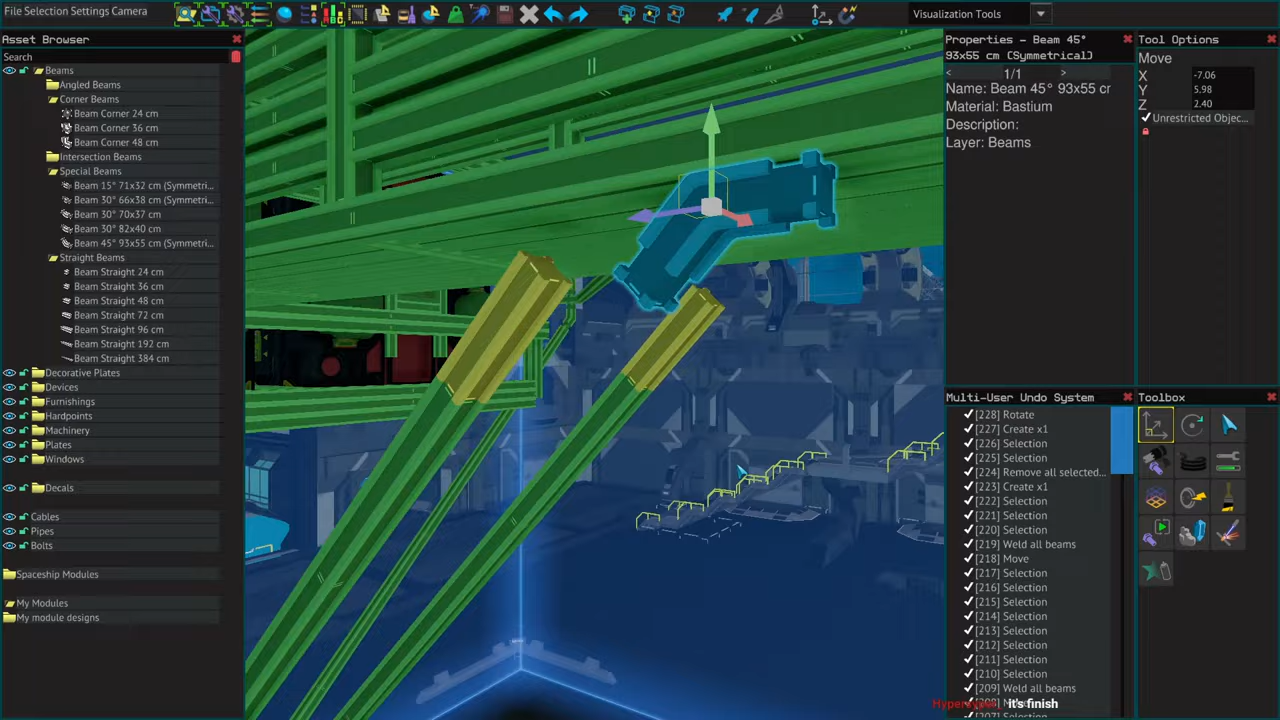 File Selection Settings Camera
Visualization Tools
Asset Browser
Search
Beams
Angled Beams
Corner Beams
Beam Corner 24 cm
Beam Corner 36 cm
Beam Corner 48 cm
Intersection Beams
Special Beams
Beam 15° 71x32 cm (Symmetri...
Beam 30° 66x38 cm (Symmetri...
Beam 30° 70x37 cm
Beam 30° 82x40 cm
Beam 45° 93x55 cm (Symmetri...
Straight Beams
Beam Straight 24 cm
Beam Straight 36 cm
Beam Straight 48 cm
Beam Straight 72 cm
Beam Straight 96 cm
Beam Straight 192 cm
Beam Straight 384 cm
Decorative Plates
Devices
Furnishings
Hardpoints
Machinery
Plates
Windows
Decals
Cables
Pipes
Bolts
Spaceship Modules
My Modules
My module designs
Properties - Beam 45°
93x55 cm (Symmetrical)
< 1/1 >
Name: Beam 45° 93x55 cr
Material: Bastium
Description:
Layer: Beams
Tool Options
Move
X -7.06
Y 5.98
Z 2.40
Unrestricted Objec...
Multi-User Undo System
[228] Rotate
[227] Create x1
[226] Selection
[225] Selection
[224] Remove all selected...
[223] Create x1
[222] Selection
[221] Selection
[220] Selection
[219] Weld all beams
[218] Move
[217] Selection
[216] Selection
[215] Selection
[214] Selection
[213] Selection
[212] Selection
[211] Selection
[210] Selection
[209] Weld all beams
Toolbox
it's finish